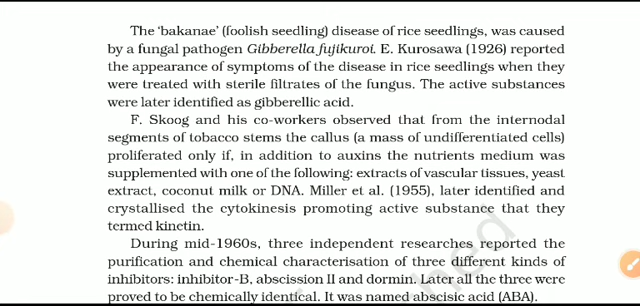 The 'bakanae' (foolish seedling) disease of rice seedlings, was caused
by a fungal pathogen Gibberella fujikuroi. E. Kurosawa (1926) reported
the appearance of symptoms of the disease in rice seedlings when they
were treated with sterile filtrates of the fungus. The active substances
were later identified as gibberellic acid.
F. Skoog and his co-workers observed that from the internodal
segments of tobacco stems the callus (a mass of undifferentiated cells)
proliferated only if, in addition to auxins the nutrients medium was
supplemented with one of the following: extracts of vascular tissues, yeast
extract, coconut milk or DNA. Miller et al. (1955), later identified and
crystallised the cytokinesis promoting active substance that they
termed kinetin.
During mid-1960s, three independent researches reported the
purification and chemical characterisation of three different kinds of
inhibitors: inhibitor-B, abscission II and dormin. Later all the three were
proved to be chemically identical. It was named abscisic acid (ABA).